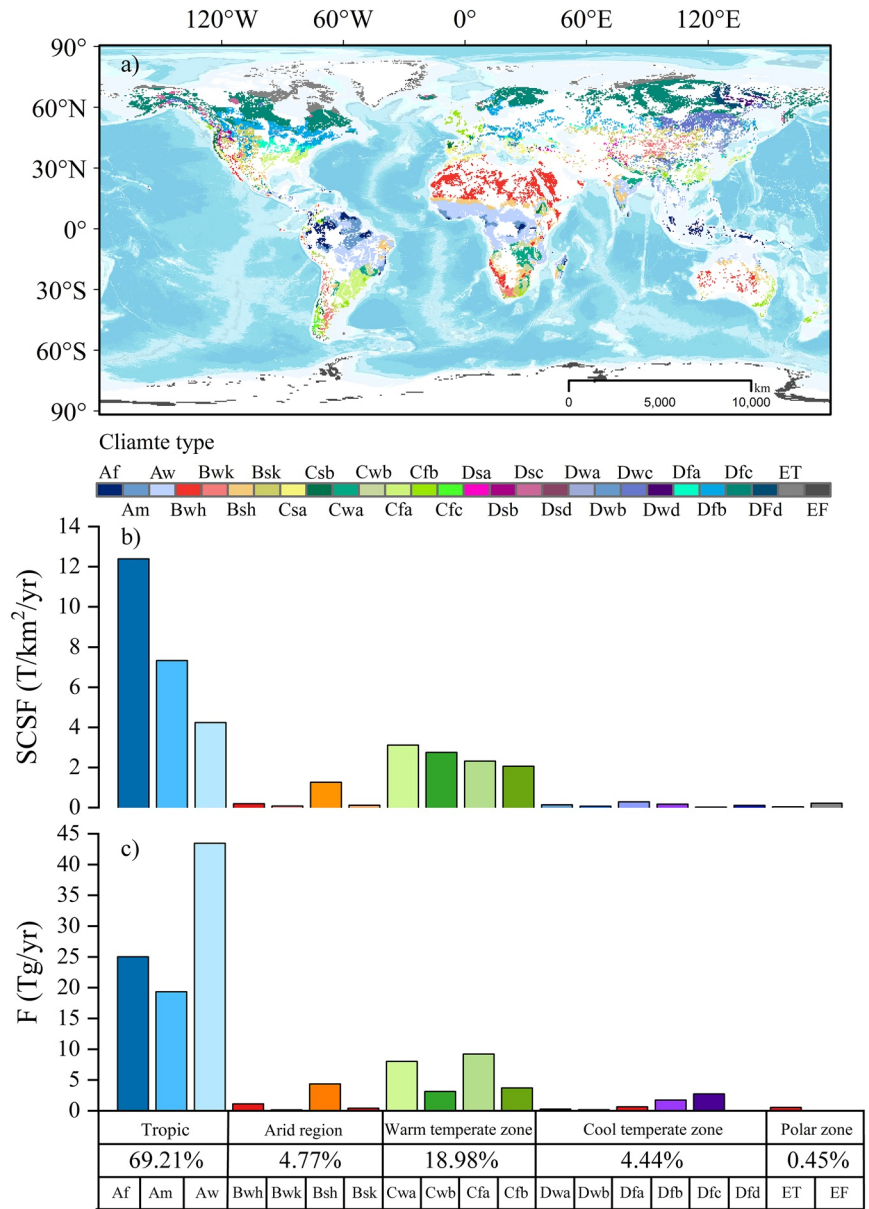 120°W 60°W 0° 60°E 120°E
90°
a)
60°N
30°N
0°
30°S
60°S
90°
km
0 5,000 10,000
Cliamte type
Af Aw Bwk Bsk Csb Cwb Cfb Dsa Dsc Dwa Dwc Dfa Dfc ET
Am Bwh Bsh Csa Cwa Cfa Cfc Dsb Dsd Dwb Dwd Dfb DFd EF
b)
SCSF (T/km²/yr)
14
12
10
8
6
4
2
0
c)
F (Tg/yr)
45
40
35
30
25
20
15
10
5
0
Tropic Arid region Warm temperate zone Cool temperate zone Polar zone
69.21% 4.77% 18.98% 4.44% 0.45%
Af Am Aw Bwh Bwk Bsh Bsk Cwa Cwb Cfa Cfb Dwa Dwb Dfa Dfb Dfc Dfd ET EF